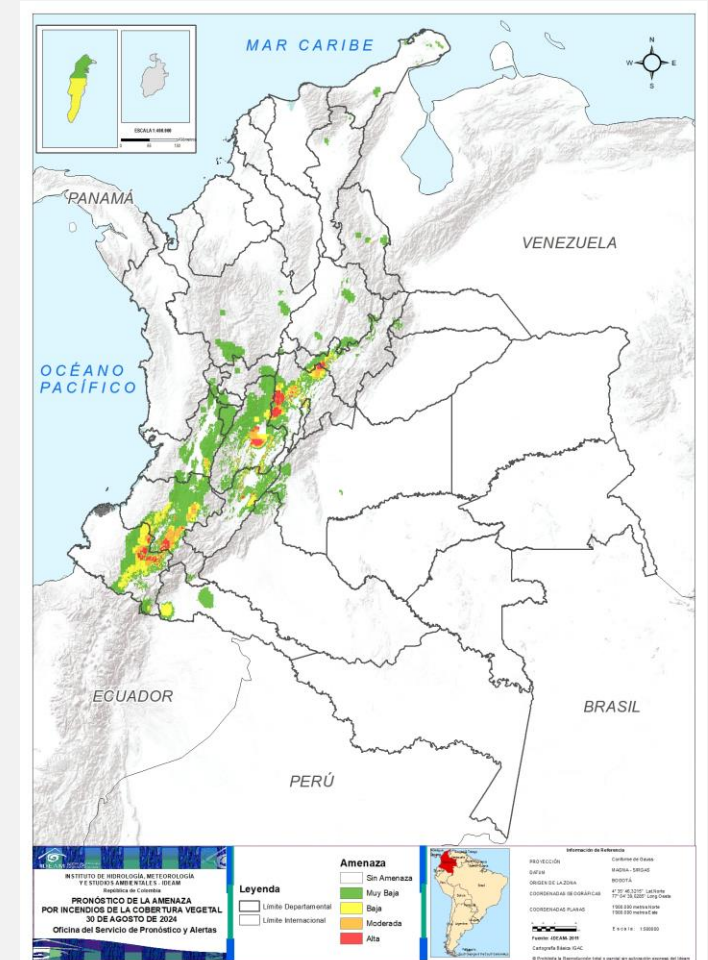 MAR CARIBE
N
W E
S
PANAMÁ
VENEZUELA
OCÉANO
PACÍFICO
ECUADOR
BRASIL
PERÚ
IDEAM
INSTITUTO DE HIDROLOGÍA, METEOROLOGÍA
Y ESTUDIOS AMBIENTALES - IDEAM
República de Colombia
PRONÓSTICO DE LA AMENAZA
POR INCENDIOS DE LA COBERTURA VEGETAL
30 DE AGOSTO DE 2024
Oficina del Servicio de Pronóstico y Alertas
Leyenda
Límite Departamental
Límite Internacional
Amenaza
Sin Amenaza
Muy Baja
Baja
Moderada
Alta
Información de Referencia
PROYECCIÓN Conforme de Gauss
DATUM MAGNA - SIRGAS
ORIGEN DE LA ZONA BOGOTÁ
COORDENADAS GEOGRÁFICAS
COORDENADAS PLANAS
Fuente: IDEAM, 2019
Cartografía Básica: IGAC